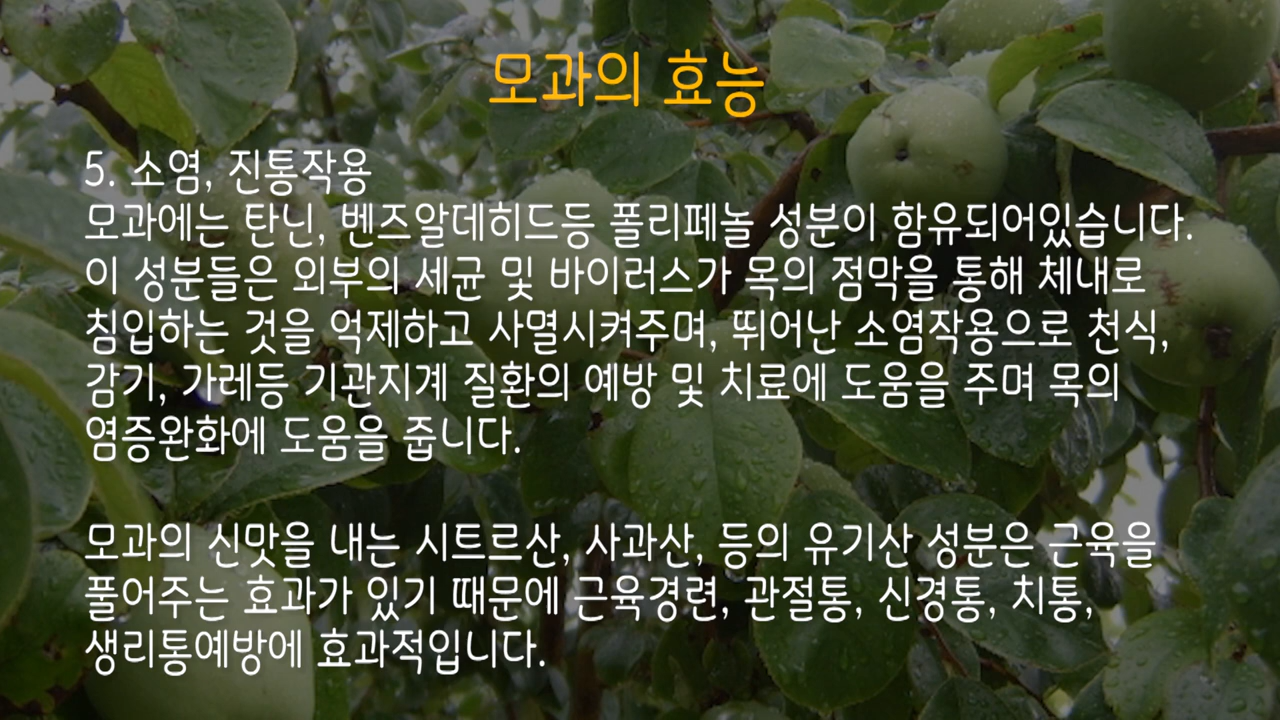 모과의 효능
5. 소염, 진통작용
모과에는 탄닌, 벤즈알데히드등 폴리페놀 성분이 함유되어있습니다.
이 성분들은 외부의 세균 및 바이러스가 목의 점막을 통해 체내로
침입하는 것을 억제하고 사멸시켜주며, 뛰어난 소염작용으로 천식,
감기, 가레등 기관지계 질환의 예방 및 치료에 도움을 주며 목의
염증완화에 도움을 줍니다.
모과의 신맛을 내는 시트르산, 사과산, 등의 유기산 성분은 근육을
풀어주는 효과가 있기 때문에 근육경련, 관절통, 신경통, 치통,
생리통예방에 효과적입니다.